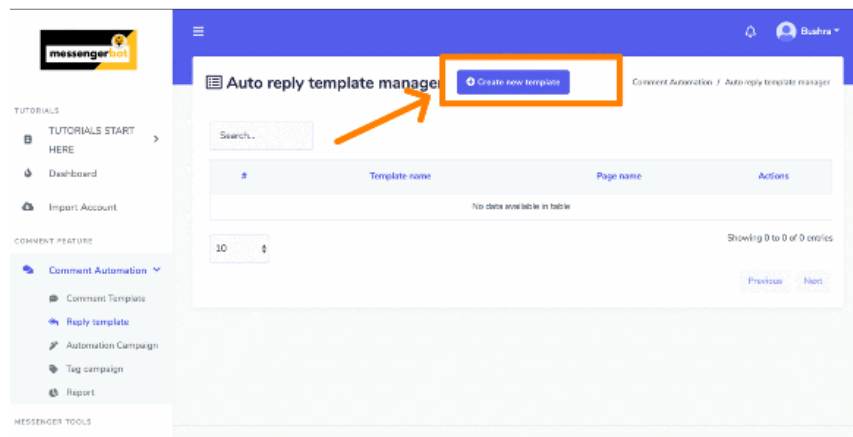 messengerbot
Bushra
Auto reply template manager
Create new template
Comment Automation / Auto reply template manager
TUTORIALS
TUTORIALS START
HERE
Dashboard
Import Account
COMMENT FEATURE
Comment Automation
Comment Template
Reply template
Automation Campaign
Tag campaign
Report
MESSENGER TOOLS
Search...
# Template name Page name Actions
No data available in table
10
Showing 0 to 0 of 0 entries
Previous Next